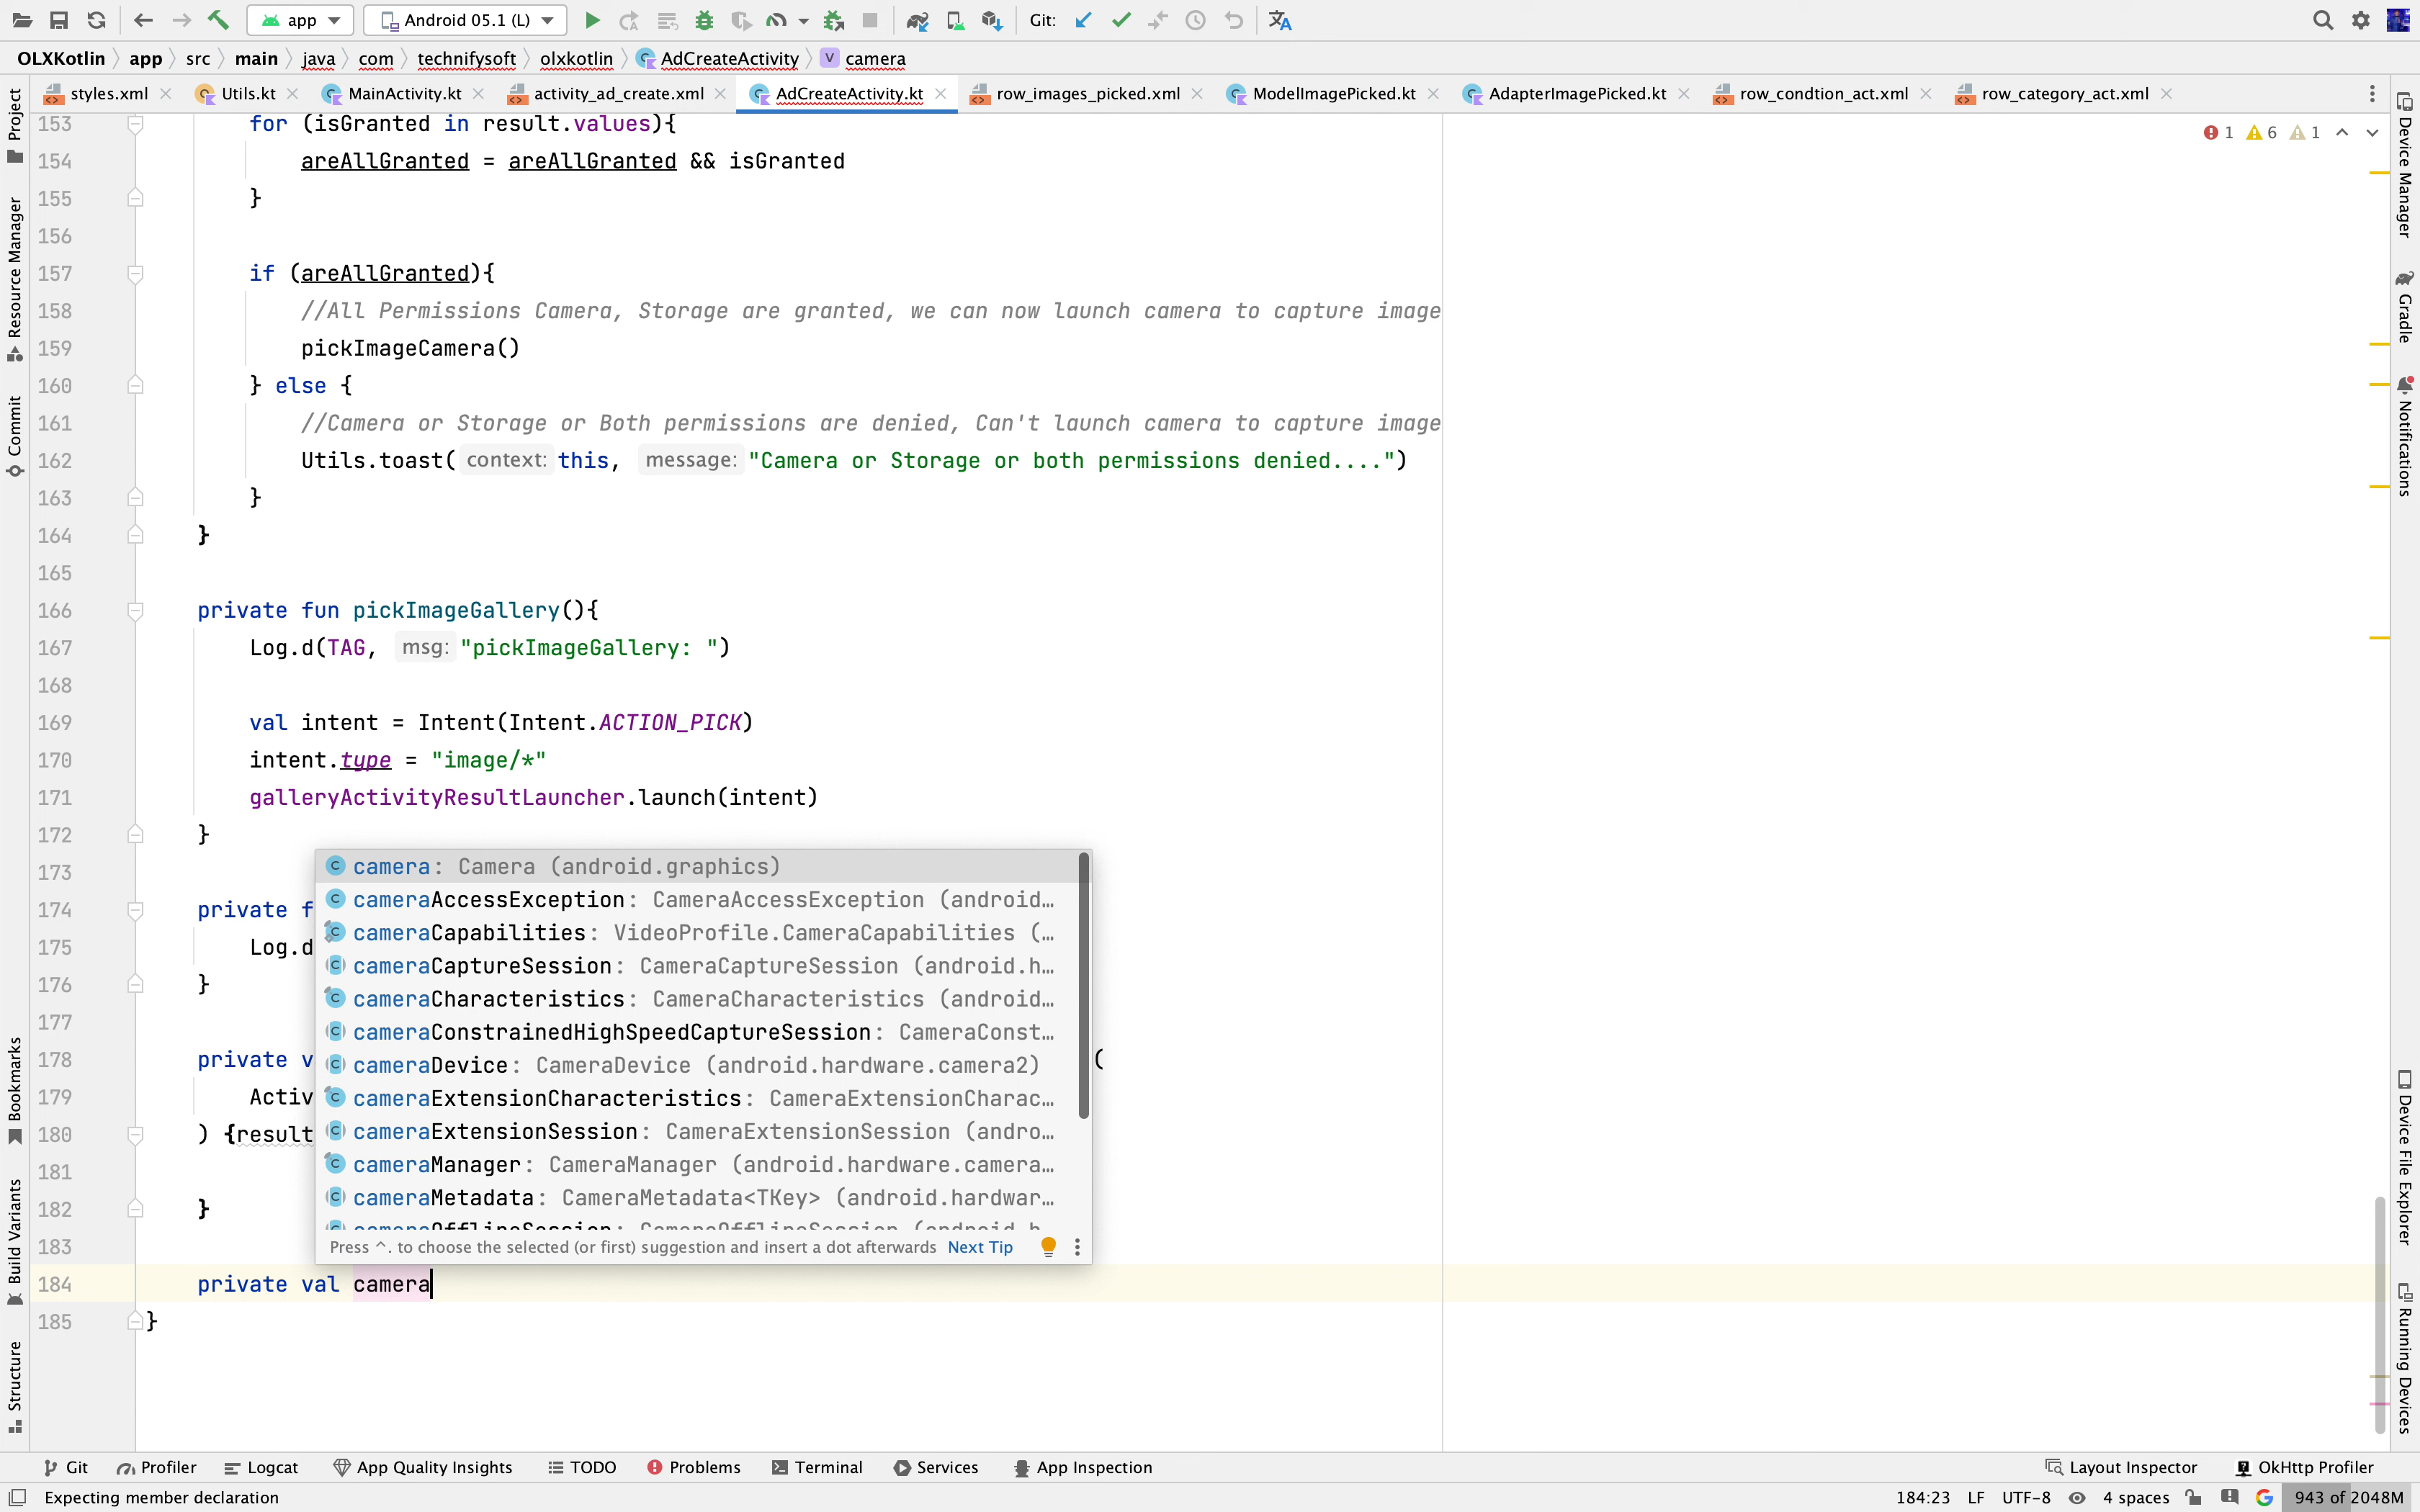 app
Android 05.1 (L)
Git:
OLXKotlin
app
src
main
java
com
technifysoft
olxkotlin
AdCreateActivity
camera
styles.xml
Utils.kt
MainActivity.kt
activity_ad_create.xml
AdCreateActivity.kt
row_images_picked.xml
ModelImagePicked.kt
AdapterImagePicked.kt
row_condtion_act.xml
row_category_act.xml
1 6 1
Project
Resource Manager
Commit
Bookmarks
Build Variants
Structure
153 for (isGranted in result.values){
154 areAllGranted = areAllGranted && isGranted
155 }
156
157 if (areAllGranted){
158 //All Permissions Camera, Storage are granted, we can now launch camera to capture image
159 pickImageCamera()
160 } else {
161 //Camera or Storage or Both permissions are denied, Can't launch camera to capture image
162 Utils.toast( context: this, message: "Camera or Storage or both permissions denied....")
163 }
164 }
165
166 private fun pickImageGallery(){
167 Log.d(TAG, msg: "pickImageGallery: ")
168
169 val intent = Intent(Intent.ACTION_PICK)
170 intent.type = "image/*"
171 galleryActivityResultLauncher.launch(intent)
172 }
173
174 private f
175 Log.d
176 }
177
178 private v (
179 Activ
180 ) {result
181
182 }
183
184 private val camera
185 }
camera: Camera (android.graphics)
cameraAccessException: CameraAccessException (android…
cameraCapabilities: VideoProfile.CameraCapabilities (…
cameraCaptureSession: CameraCaptureSession (android.h…
cameraCharacteristics: CameraCharacteristics (android…
cameraConstrainedHighSpeedCaptureSession: CameraConst…
cameraDevice: CameraDevice (android.hardware.camera2)
cameraExtensionCharacteristics: CameraExtensionCharac…
cameraExtensionSession: CameraExtensionSession (andro…
cameraManager: CameraManager (android.hardware.camera…
cameraMetadata: CameraMetadata<TKey> (android.hardwar…
Press ^. to choose the selected (or first) suggestion and insert a dot afterwards Next Tip
Device Manager
Gradle
Notifications
Device File Explorer
Running Devices
Git
Profiler
Logcat
App Quality Insights
TODO
Problems
Terminal
Services
App Inspection
Layout Inspector
OkHttp Profiler
Expecting member declaration
184:23 LF UTF-8 4 spaces 943 of 2048M